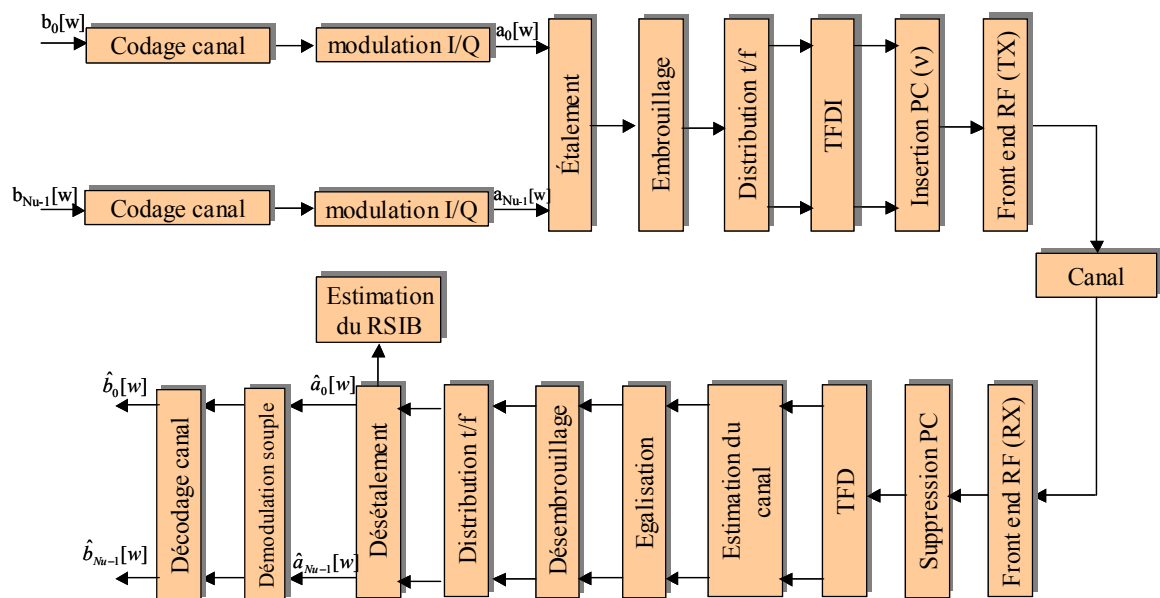 b0[w]
Codage canal
modulation I/Q
a0[w]
bNu-1[w]
Codage canal
modulation I/Q
aNu-1[w]
Étalement
Embrouillage
Distribution t/f
TFDI
Insertion PC (ν)
Front end RF (TX)
Canal
Estimation
du RSIB
Front end RF (RX)
Suppression PC
TFD
Estimation du
canal
Egalisation
Désembrouillage
Distribution t/f
Désétalement
â0[w]
âNu−1[w]
Démodulation souple
Décodage canal
b̂0[w]
b̂Nu−1[w]